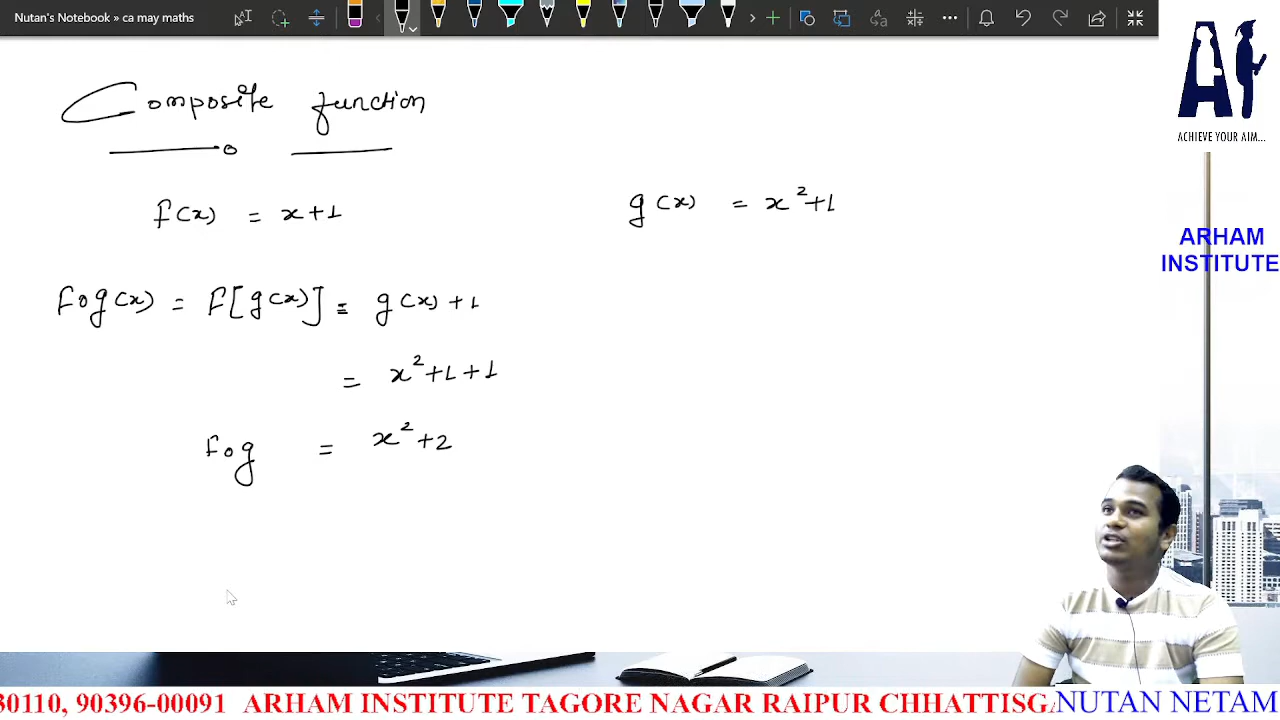 Nutan's Notebook » ca may maths
Composite function
f(x) = x+1
g(x) = x²+1
fog(x) = f[g(x)] = g(x)+1
= x²+1+1
fog = x²+2
ACHIEVE YOUR AIM...
ARHAM
INSTITUTE
30110, 90396-00091 ARHAM INSTITUTE TAGORE NAGAR RAIPUR CHHATTISGA
NUTAN NETAM